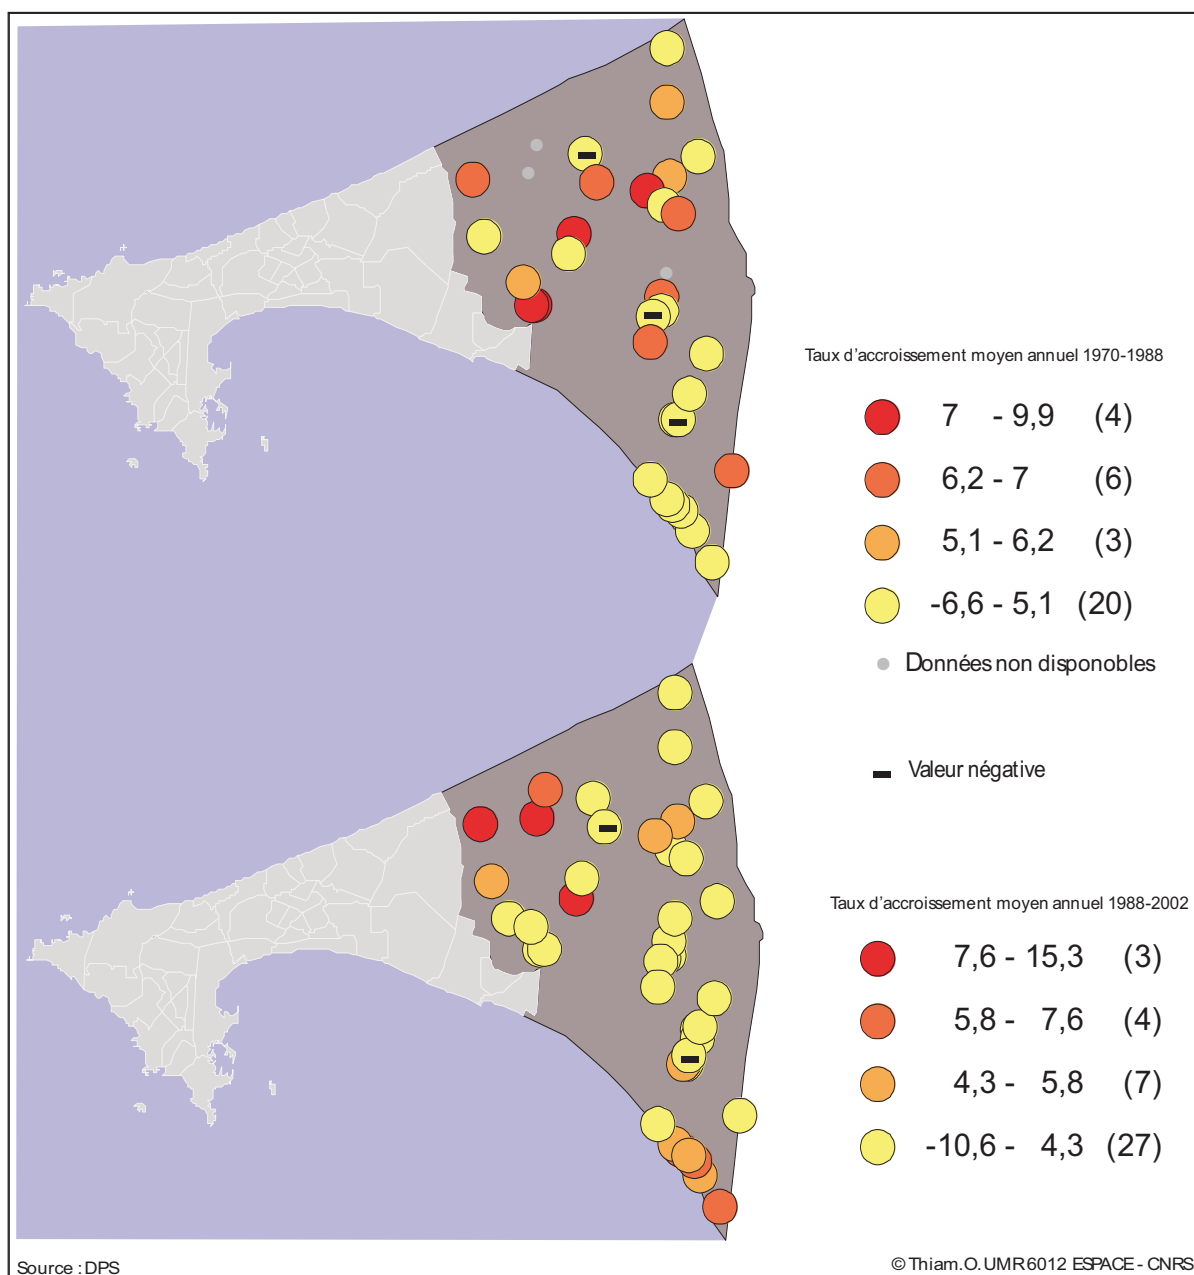 Taux d'accroissement moyen annuel 1970-1988
7 - 9,9 (4)
6,2 - 7 (6)
5,1 - 6,2 (3)
-6,6 - 5,1 (20)
Données non disponobles
Valeur négative
Taux d'accroissement moyen annuel 1988-2002
7,6 - 15,3 (3)
5,8 - 7,6 (4)
4,3 - 5,8 (7)
-10,6 - 4,3 (27)
Source : DPS
© Thiam.O. UMR 6012 ESPACE - CNRS